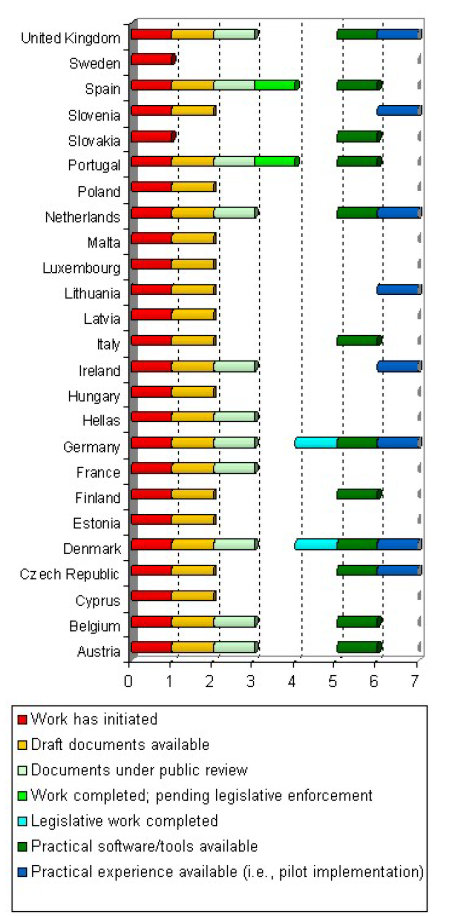 United Kingdom
Sweden
Spain
Slovenia
Slovakia
Portugal
Poland
Netherlands
Malta
Luxembourg
Lithuania
Latvia
Italy
Ireland
Hungary
Hellas
Germany
France
Finland
Estonia
Denmark
Czech Republic
Cyprus
Belgium
Austria
0 1 2 3 4 5 6 7
Work has initiated
Draft documents available
Documents under public review
Work completed; pending legislative enforcement
Legislative work completed
Practical software/tools available
Practical experience available (i.e., pilot implementation)